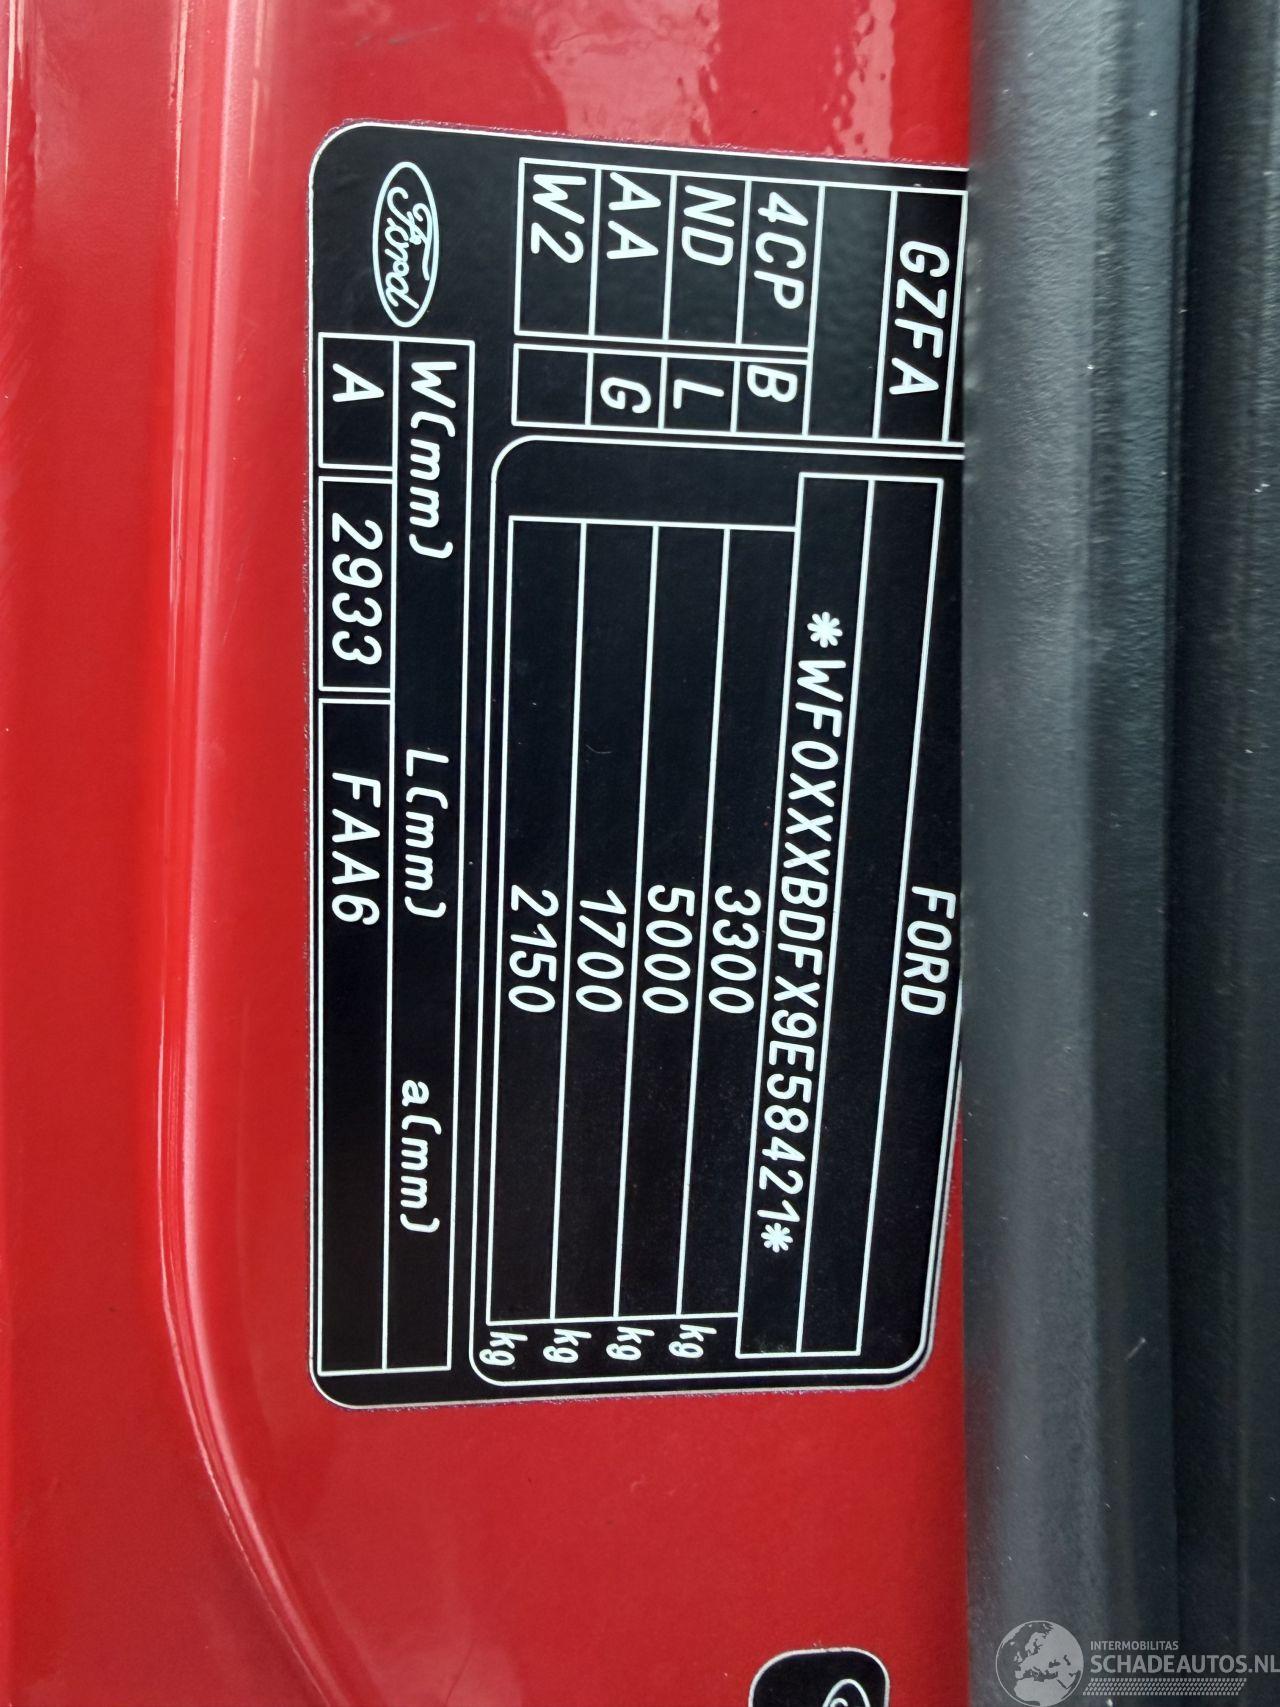 FORD
GZFA
*WF0XXXBDFX9E58421*
4CP B 3300 kg
ND L 5000 kg
AA G 1700 kg
W2 2150 kg
Ford
W(mm) L(mm) a(mm)
A 2933 FAA6
INTERMOBILITAS
SCHADEAUTOS.NL